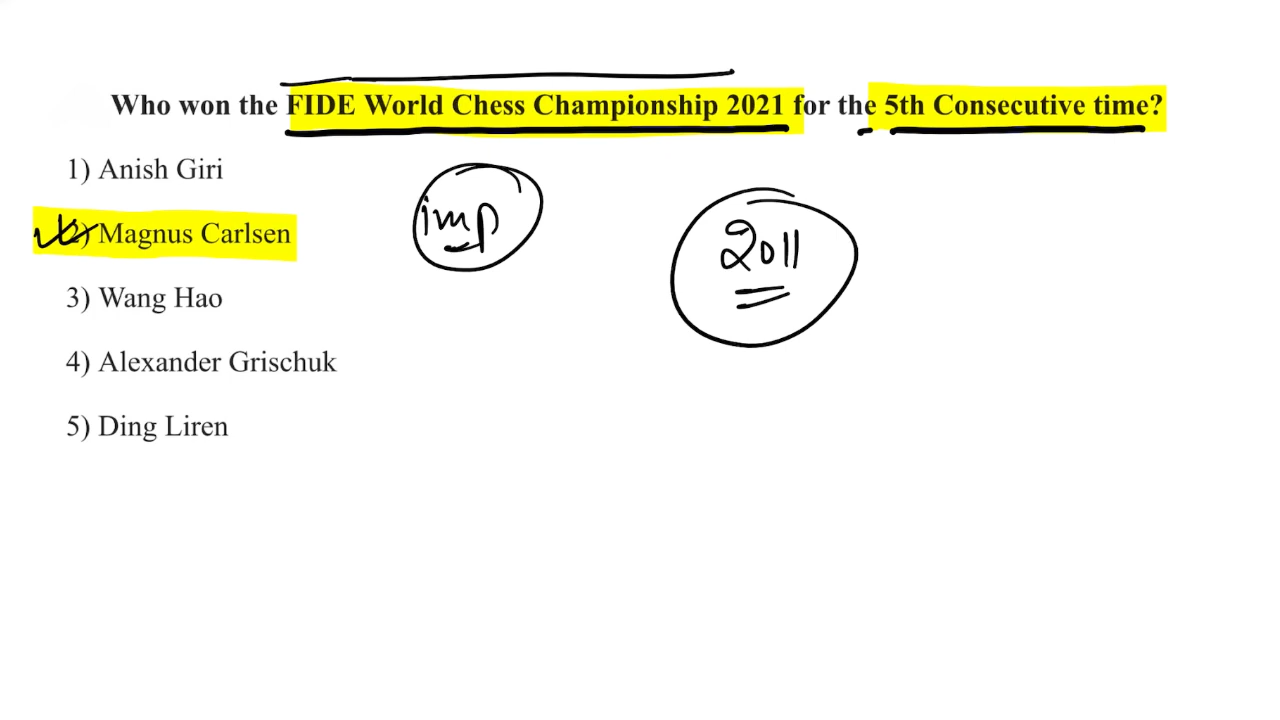 Who won the FIDE World Chess Championship 2021 for the 5th Consecutive time?
1) Anish Giri
2) Magnus Carlsen
3) Wang Hao
4) Alexander Grischuk
5) Ding Liren
imp
2011